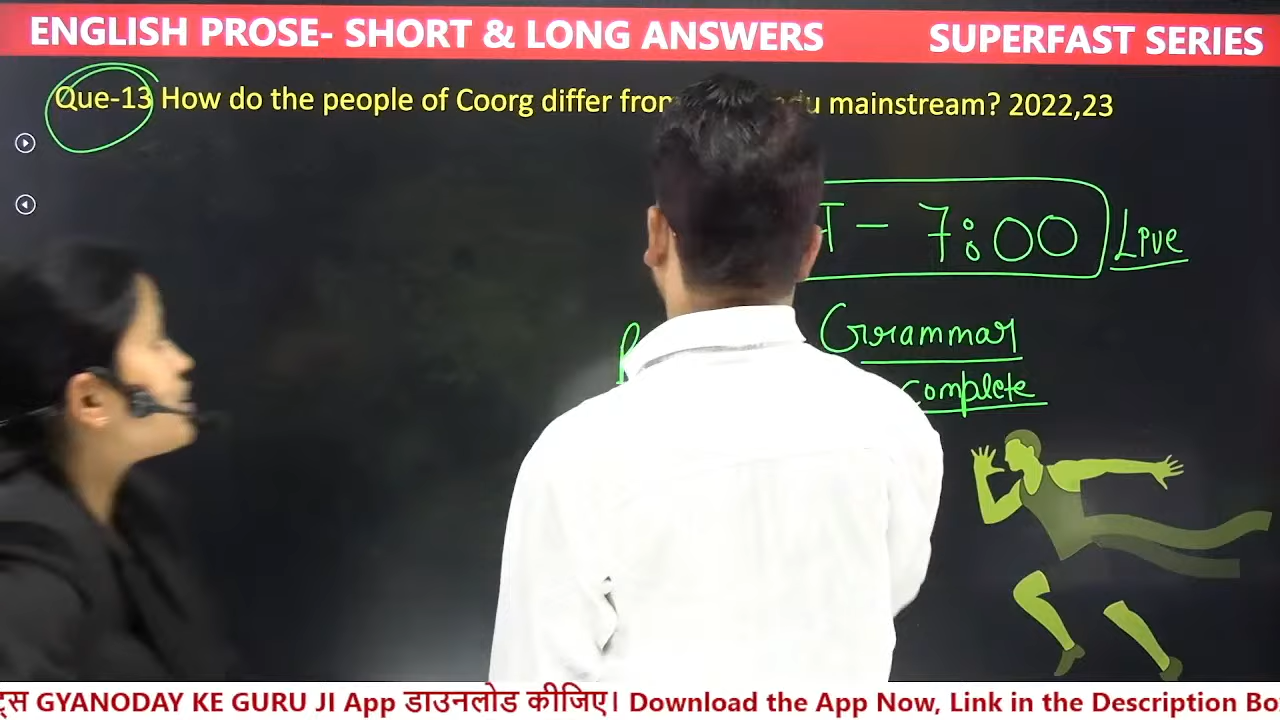 ENGLISH PROSE- SHORT & LONG ANSWERS SUPERFAST SERIES
Que-13 How do the people of Coorg differ mainstream? 2022,23
- 7:00 Live
Grammar
complete
GYANODAY KE GURU JI App डाउनलोड कीजिए। Download the App Now, Link in the Description